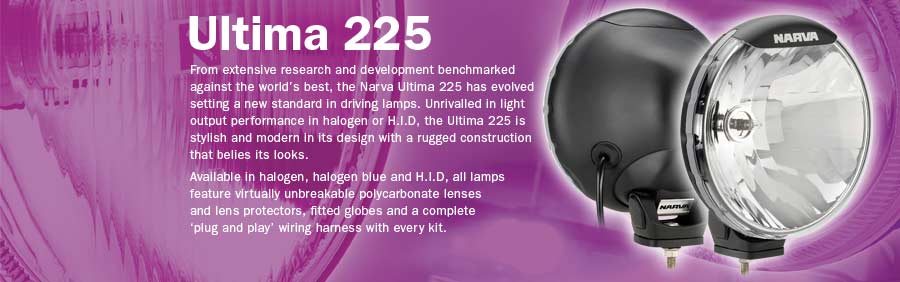 Ultima 225
From extensive research and development benchmarked
against the world's best, the Narva Ultima 225 has evolved
setting a new standard in driving lamps. Unrivalled in light
output performance in halogen or H.I.D, the Ultima 225 is
stylish and modern in its design with a rugged construction
that belies its looks.
Available in halogen, halogen blue and H.I.D, all lamps
feature virtually unbreakable polycarbonate lenses
and lens protectors, fitted globes and a complete
‘plug and play’ wiring harness with every kit.
NARVA
NARVA